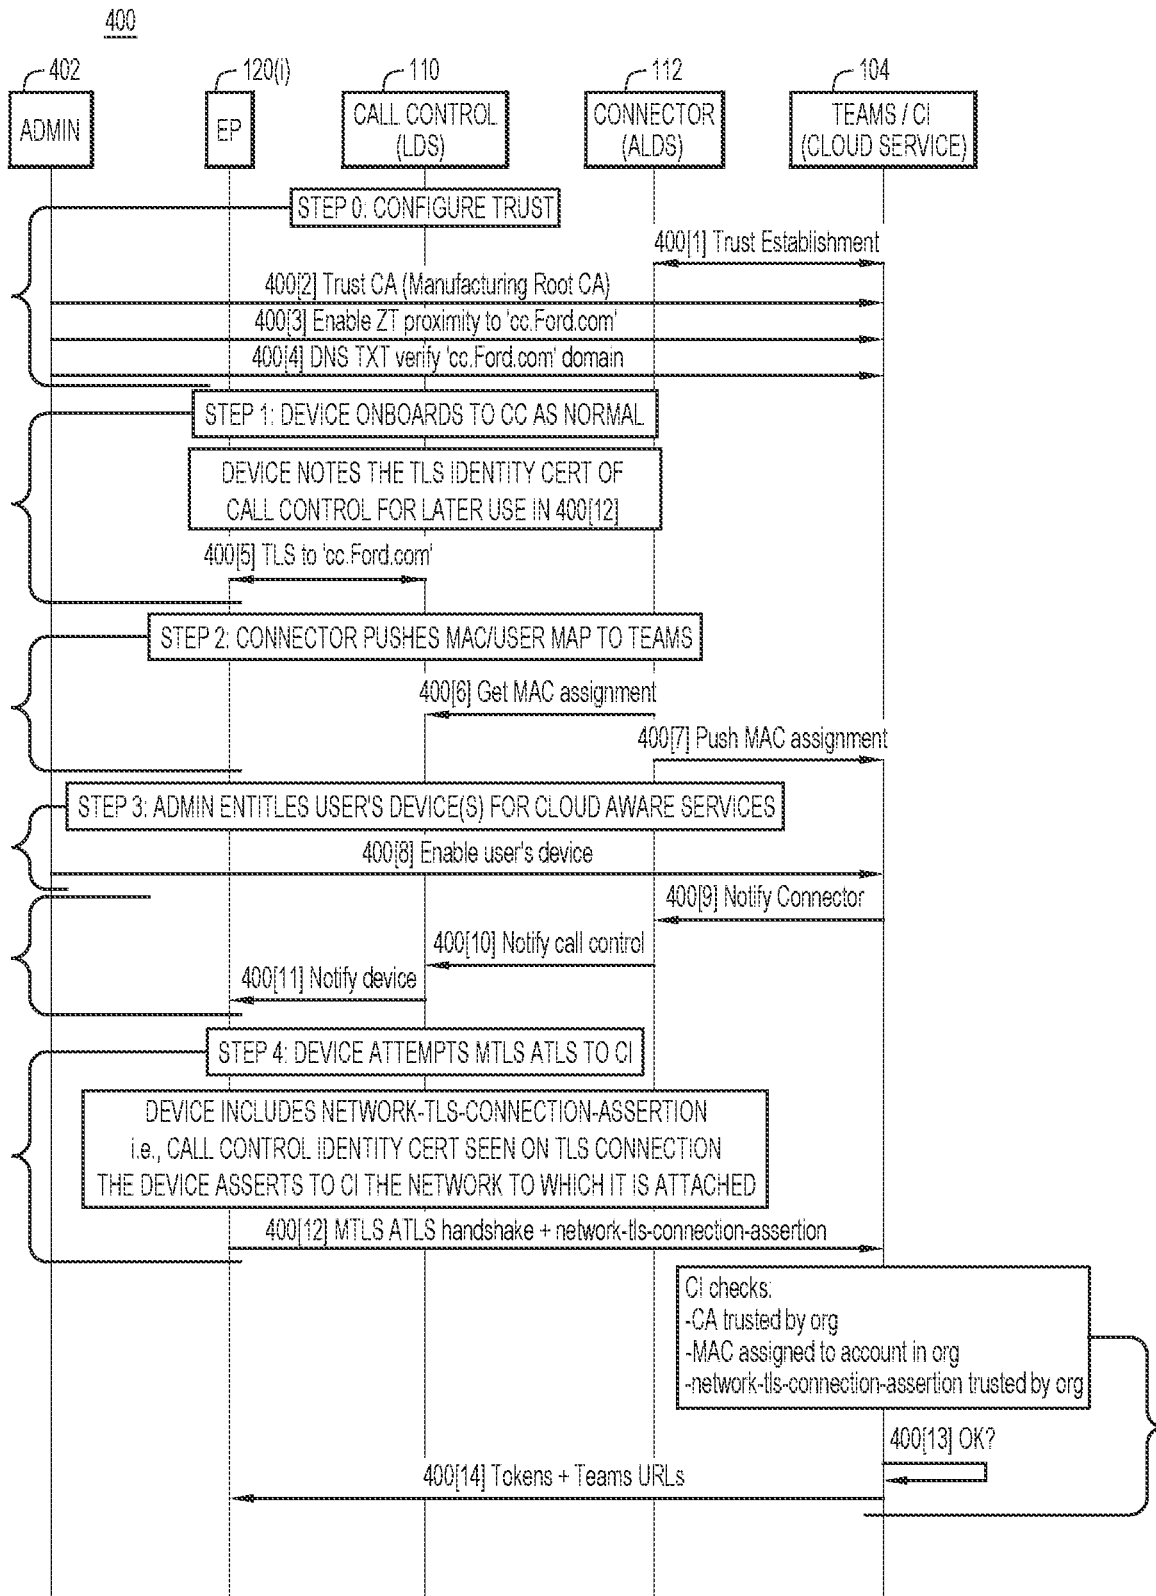 400
402
120(i)
110
112
104
ADMIN
EP
CALL CONTROL
(LDS)
CONNECTOR
(ALDS)
TEAMS / CI
(CLOUD SERVICE)
STEP 0: CONFIGURE TRUST
400[1] Trust Establishment
400[2] Trust CA (Manufacturing Root CA)
400[3] Enable ZT proximity to 'cc.Ford.com'
400[4] DNS TXT verify 'cc.Ford.com' domain
STEP 1: DEVICE ONBOARDS TO CC AS NORMAL
DEVICE NOTES THE TLS IDENTITY CERT OF
CALL CONTROL FOR LATER USE IN 400[12]
400[5] TLS to 'cc.Ford.com'
STEP 2: CONNECTOR PUSHES MAC/USER MAP TO TEAMS
400[6] Get MAC assignment
400[7] Push MAC assignment
STEP 3: ADMIN ENTITLES USER'S DEVICE(S) FOR CLOUD AWARE SERVICES
400[8] Enable user's device
400[9] Notify Connector
400[10] Notify call control
400[11] Notify device
STEP 4: DEVICE ATTEMPTS MTLS ATLS TO CI
DEVICE INCLUDES NETWORK-TLS-CONNECTION-ASSERTION
i.e., CALL CONTROL IDENTITY CERT SEEN ON TLS CONNECTION
THE DEVICE ASSERTS TO CI THE NETWORK TO WHICH IT IS ATTACHED
400[12] MTLS ATLS handshake + network-tls-connection-assertion
CI checks:
-CA trusted by org
-MAC assigned to account in org
-network-tls-connection-assertion trusted by org
400[13] OK?
400[14] Tokens + Teams URLs